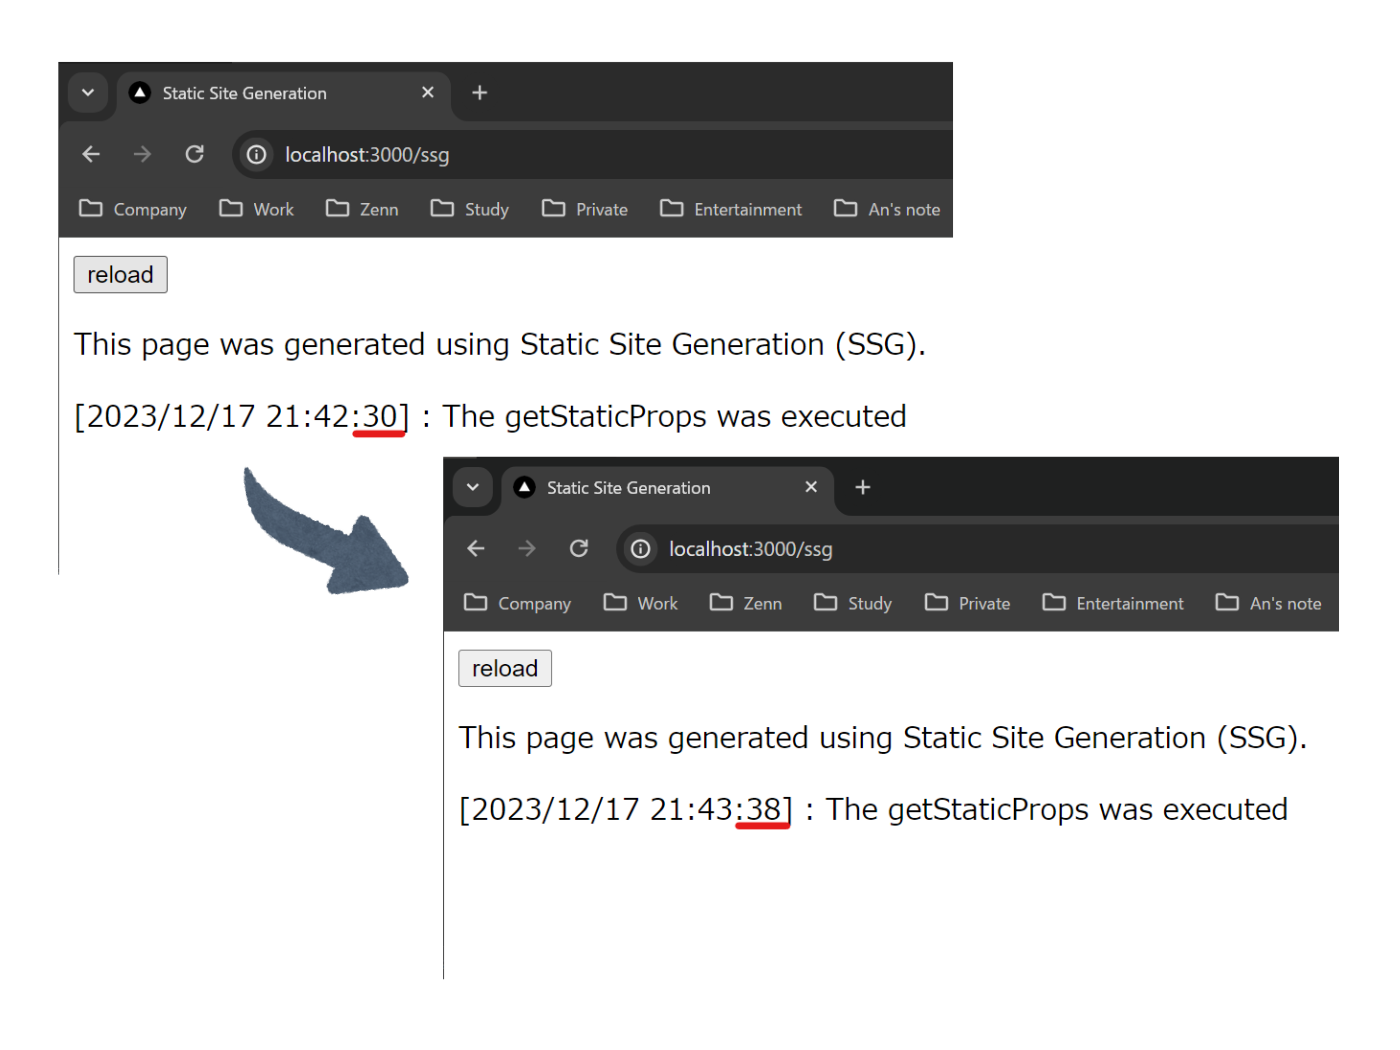 Static Site Generation
localhost:3000/ssg
Company Work Zenn Study Private Entertainment An's note
reload
This page was generated using Static Site Generation (SSG).
[2023/12/17 21:42:30] : The getStaticProps was executed
Static Site Generation
localhost:3000/ssg
Company Work Zenn Study Private Entertainment An's note
reload
This page was generated using Static Site Generation (SSG).
[2023/12/17 21:43:38] : The getStaticProps was executed